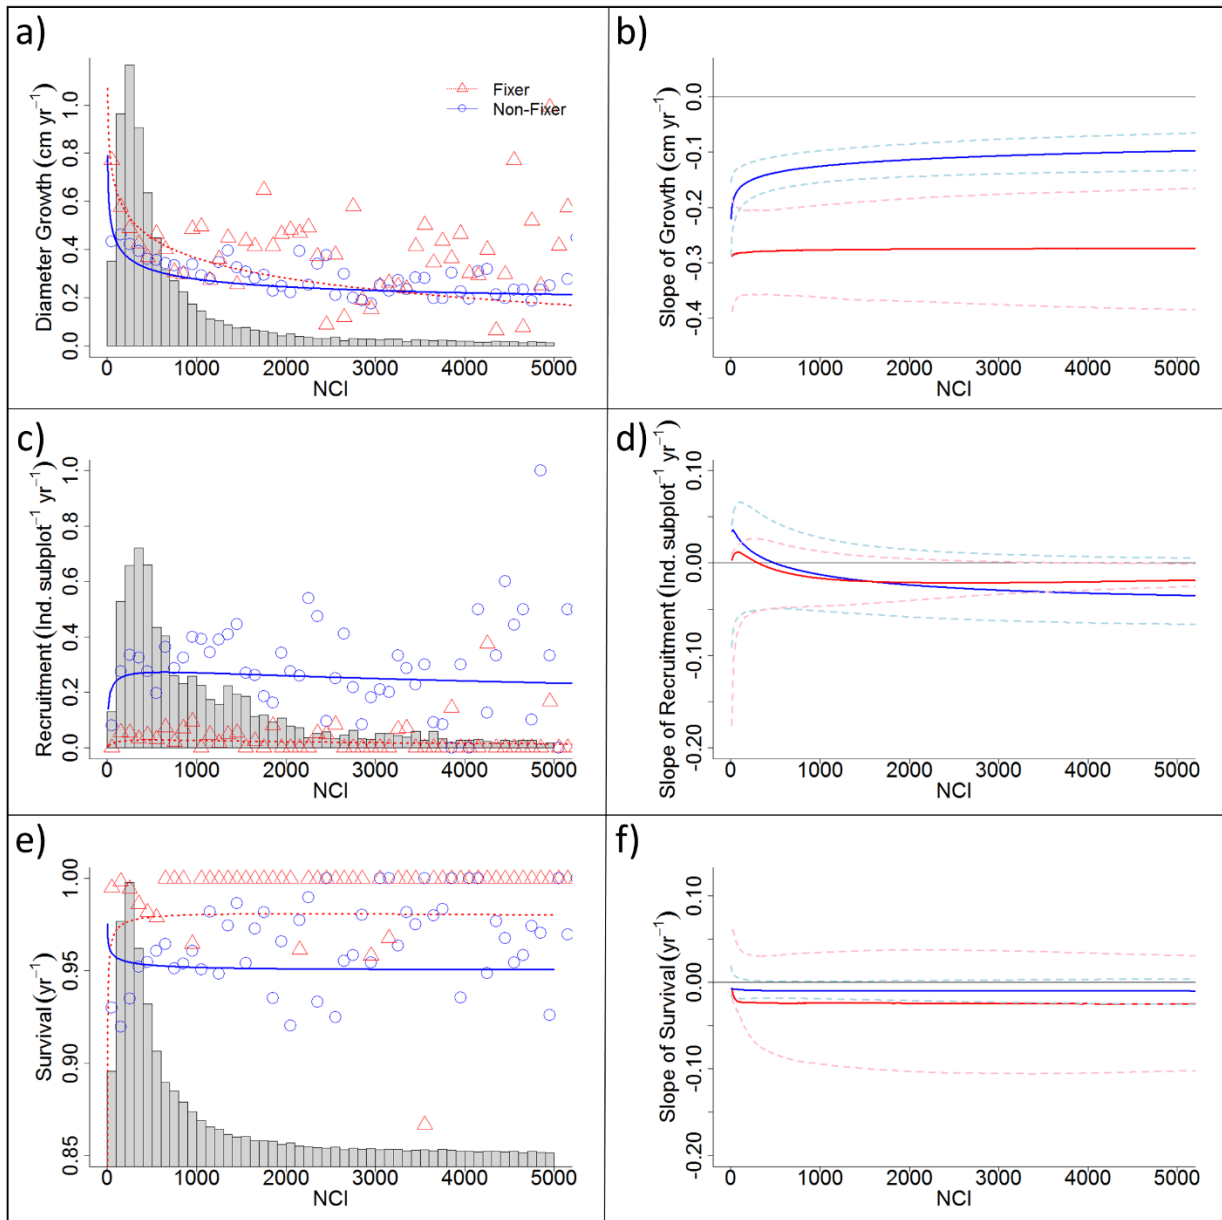 a)
Diameter Growth (cm yr⁻¹)
0.0 0.2 0.4 0.6 0.8 1.0
Fixer
Non-Fixer
0 1000 2000 3000 4000 5000
NCI
b)
Slope of Growth (cm yr⁻¹)
-0.4 -0.3 -0.2 -0.1 0.0
0 1000 2000 3000 4000 5000
NCI
c)
Recruitment (Ind. subplot⁻¹ yr⁻¹)
0.0 0.2 0.4 0.6 0.8 1.0
0 1000 2000 3000 4000 5000
NCI
d)
Slope of Recruitment (Ind. subplot⁻¹ yr⁻¹)
-0.20 -0.10 0.00 0.10
0 1000 2000 3000 4000 5000
NCI
e)
Survival (yr⁻¹)
0.85 0.90 0.95 1.00
0 1000 2000 3000 4000 5000
NCI
f)
Slope of Survival (yr⁻¹)
-0.20 -0.10 0.00 0.10
0 1000 2000 3000 4000 5000
NCI